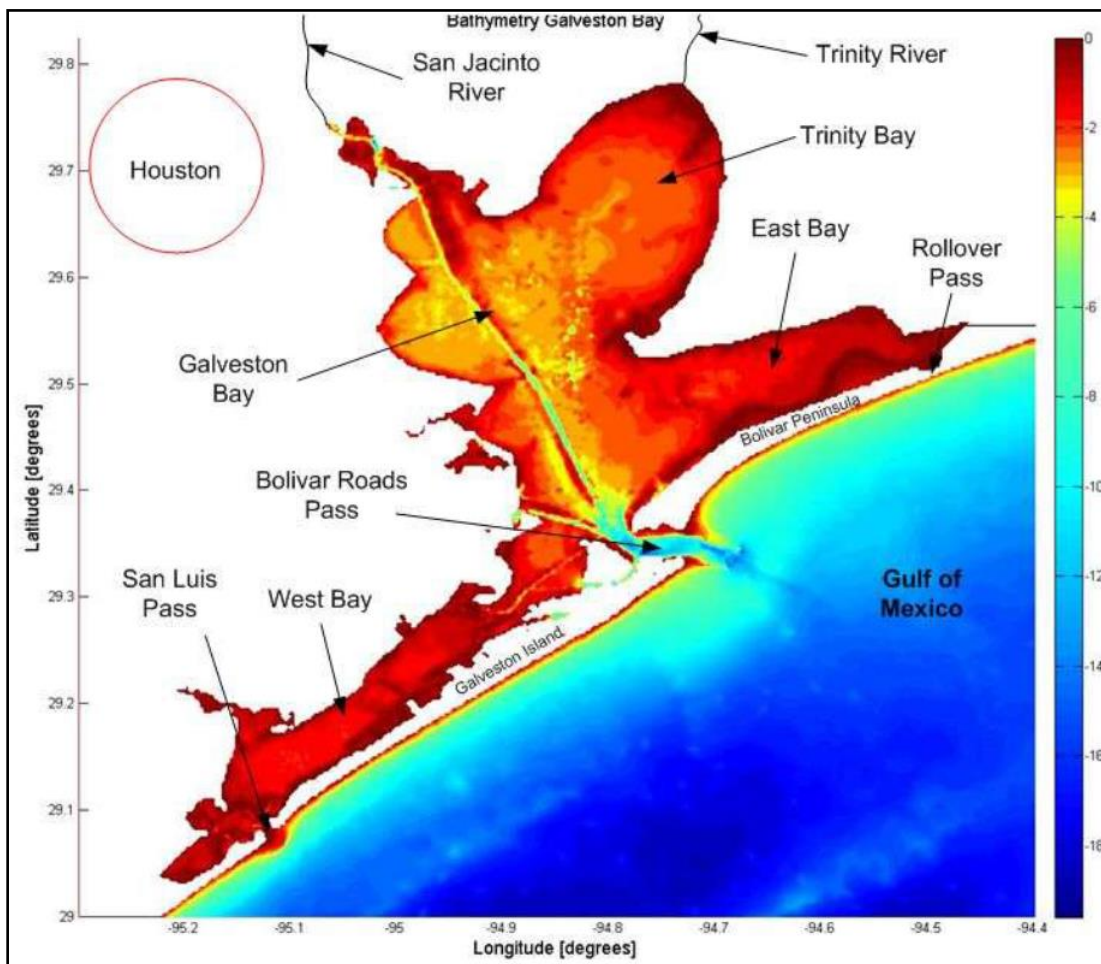 Bathymetry Galveston Bay
San Jacinto
River
Trinity River
Houston
Trinity Bay
East Bay
Rollover
Pass
Galveston
Bay
Bolivar Peninsula
Bolivar Roads
Pass
San Luis
Pass
West Bay
Galveston Island
Gulf of
Mexico
Latitude [degrees]
29.8
29.7
29.6
29.5
29.4
29.3
29.2
29.1
29
-95.2
-95.1
-95
-94.9
-94.8
-94.7
-94.6
-94.5
-94.4
Longitude [degrees]
0
-2
-4
-6
-8
-10
-12
-14
-16
-18